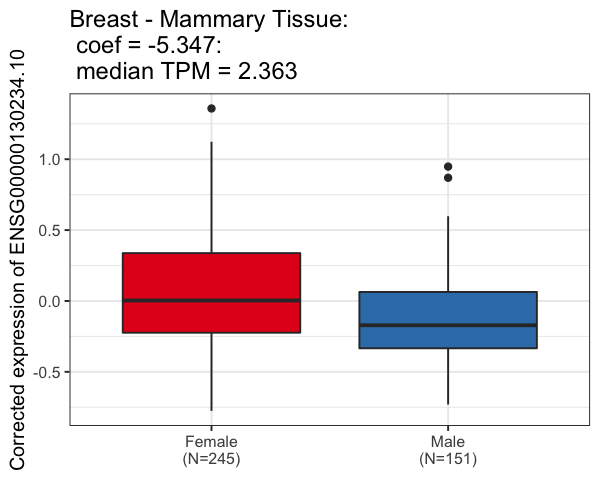 Breast - Mammary Tissue:
coef = -5.347:
median TPM = 2.363
Corrected expression of ENSG00000130234.10
1.0
0.5
0.0
-0.5
Female
(N=245)
Male
(N=151)